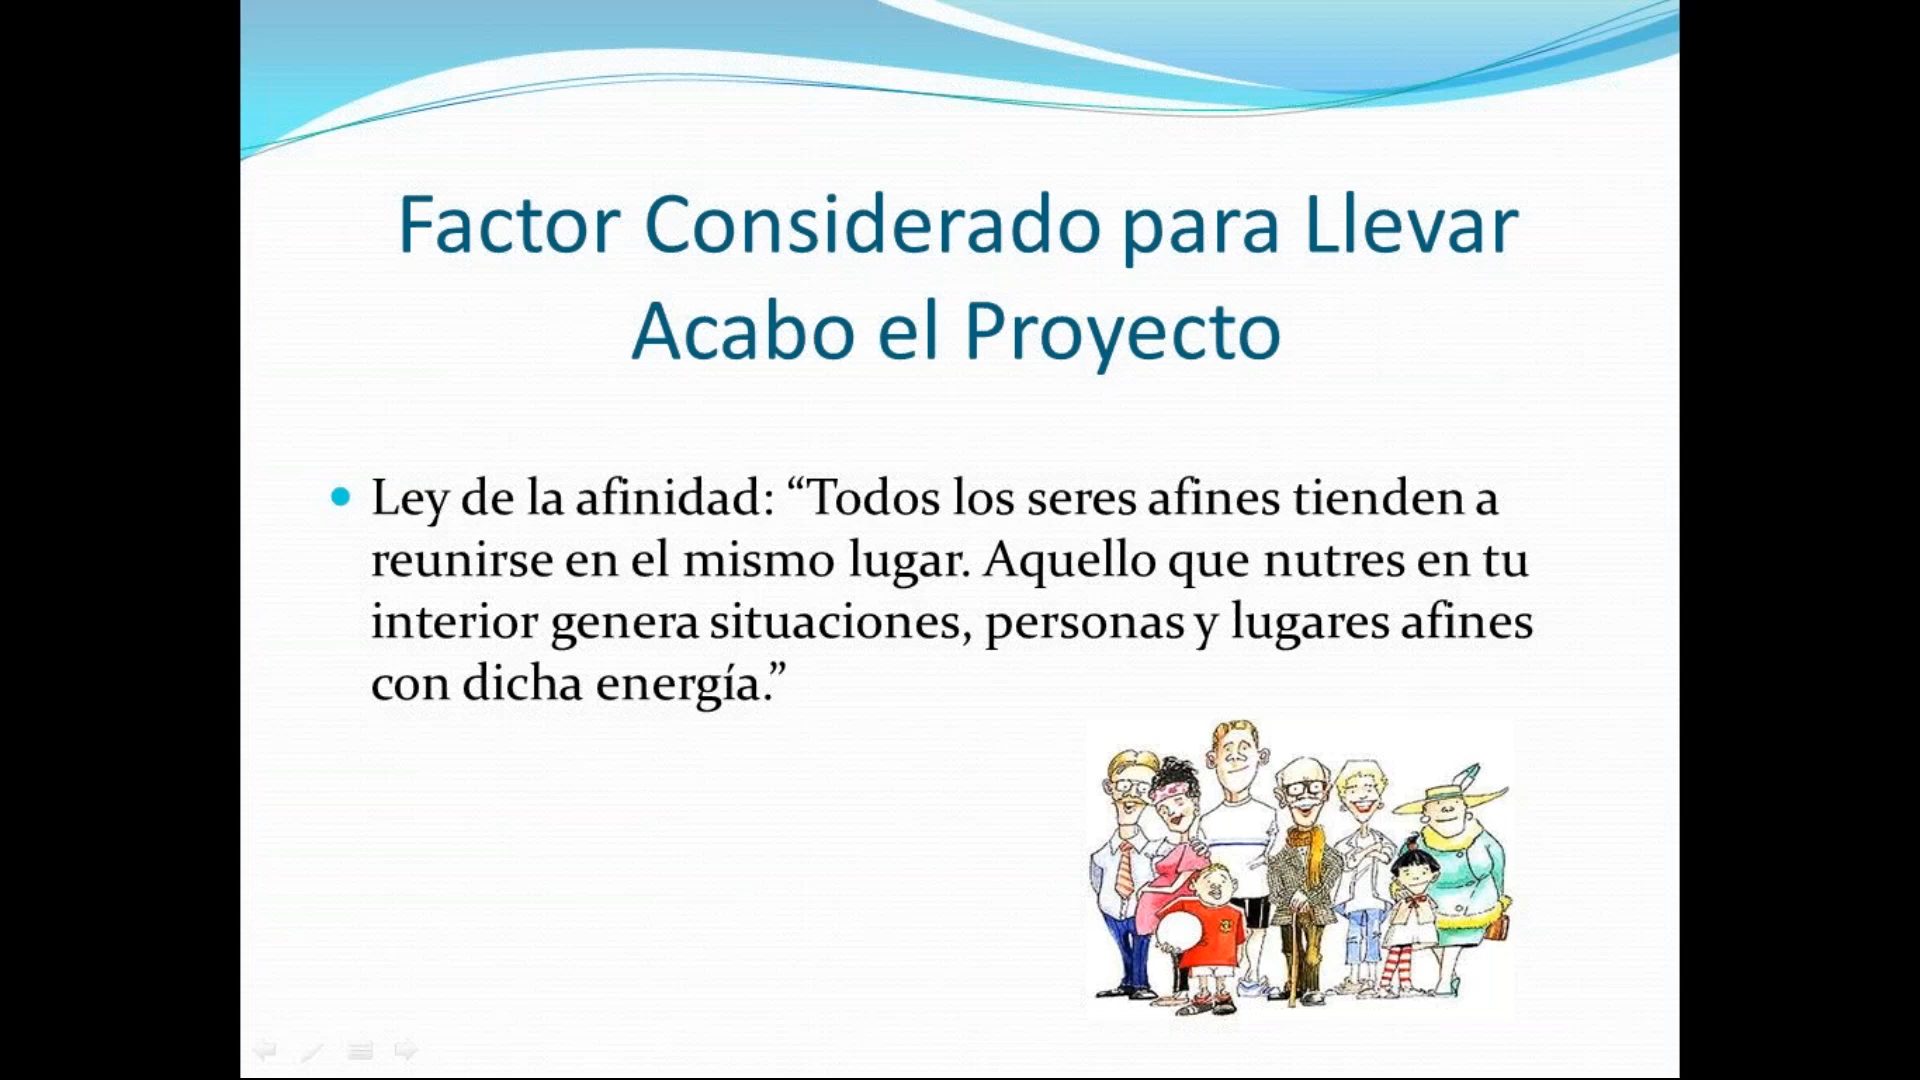 Factor Considerado para Llevar
Acabo el Proyecto
Ley de la afinidad: “Todos los seres afines tienden a
reunirse en el mismo lugar. Aquello que nutres en tu
interior genera situaciones, personas y lugares afines
con dicha energía.”